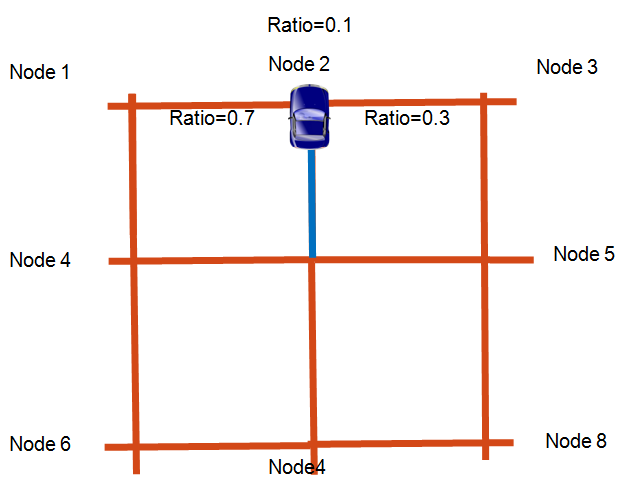 Ratio=0.1
Node 1
Node 2
Node 3
Ratio=0.7
Ratio=0.3
Node 4
Node 5
Node 6
Node4
Node 8